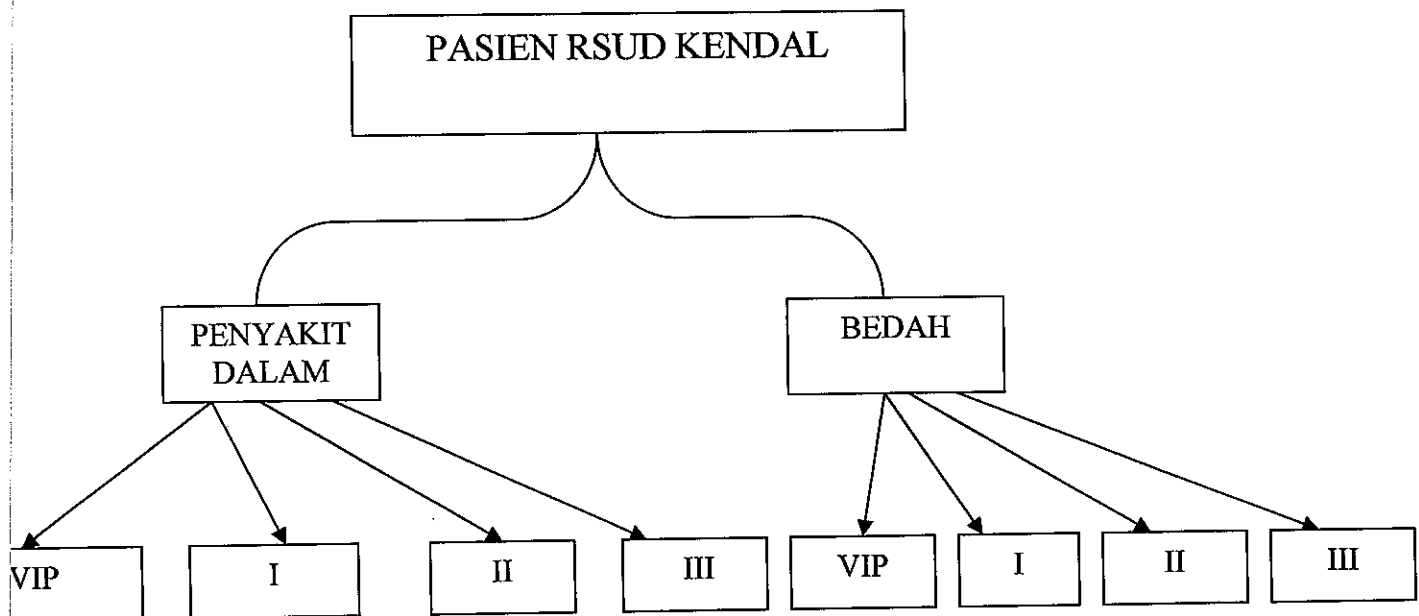 PASIEN RSUD KENDAL
PENYAKIT
DALAM
BEDAH
VIP
I
II
III
VIP
I
II
III